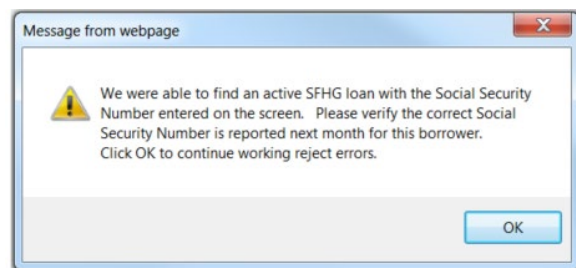 Message from webpage
We were able to find an active SFHG loan with the Social Security
Number entered on the screen.   Please verify the correct Social
Security Number is reported next month for this borrower.
Click OK to continue working reject errors.
OK